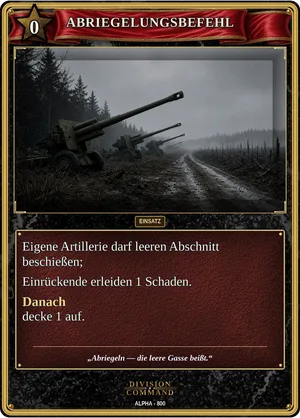 0
ABRIEGELUNGSBEFEHL
EINSATZ
Eigene Artillerie darf leeren Abschnitt
beschießen;
Einrückende erleiden 1 Schaden.
Danach
decke 1 auf.
„Abriegeln — die leere Gasse beißt.“
DIVISION
COMMAND
ALPHA - 800